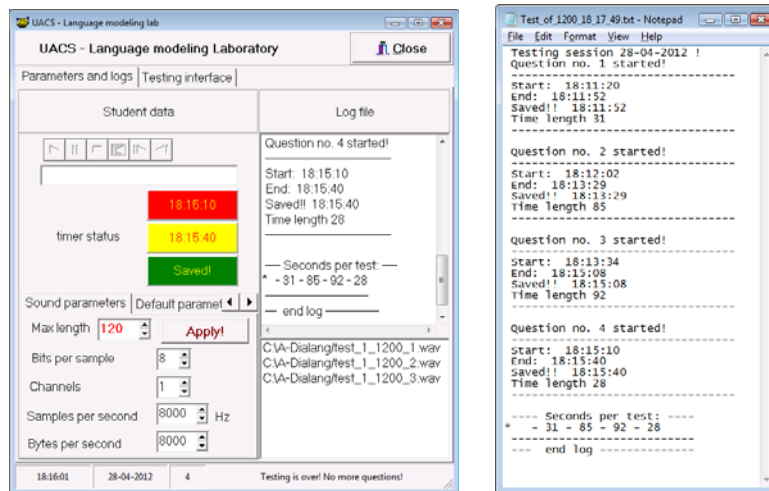 UACS - Language modeling lab
UACS - Language modeling Laboratory
Close
Parameters and logs
Testing interface
Student data
Log file
18:15:10
timer status
18:15:40
Saved!
Sound parameters
Default paramet
Max length 120
Apply!
Bits per sample 8
Channels 1
Samples per second 8000 Hz
Bytes per second 8000
Question no. 4 started!
Start: 18:15:10
End: 18:15:40
Saved!! 18:15:40
Time length 28
---- Seconds per test: ----
* - 31 - 85 - 92 - 28
--- end log --------------
C:\A-Dialang/test_1_1200_1.wav
C:\A-Dialang/test_1_1200_2.wav
C:\A-Dialang/test_1_1200_3.wav
18:16:01
28-04-2012
4
Testing is over! No more questions!
Test_of_1200_18_17_49.txt - Notepad
File Edit Format View Help
Testing session 28-04-2012 !
Question no. 1 started!
----------------------------------
Start: 18:11:20
End: 18:11:52
Saved!! 18:11:52
Time length 31
----------------------------------
Question no. 2 started!
----------------------------------
Start: 18:12:02
End: 18:13:29
Saved!! 18:13:29
Time length 85
----------------------------------
Question no. 3 started!
----------------------------------
Start: 18:13:34
End: 18:15:08
Saved!! 18:15:08
Time length 92
----------------------------------
Question no. 4 started!
----------------------------------
Start: 18:15:10
End: 18:15:40
Saved!! 18:15:40
Time length 28
----------------------------------
---- Seconds per test: ----
* - 31 - 85 - 92 - 28
----------------------------
--- end log --------------